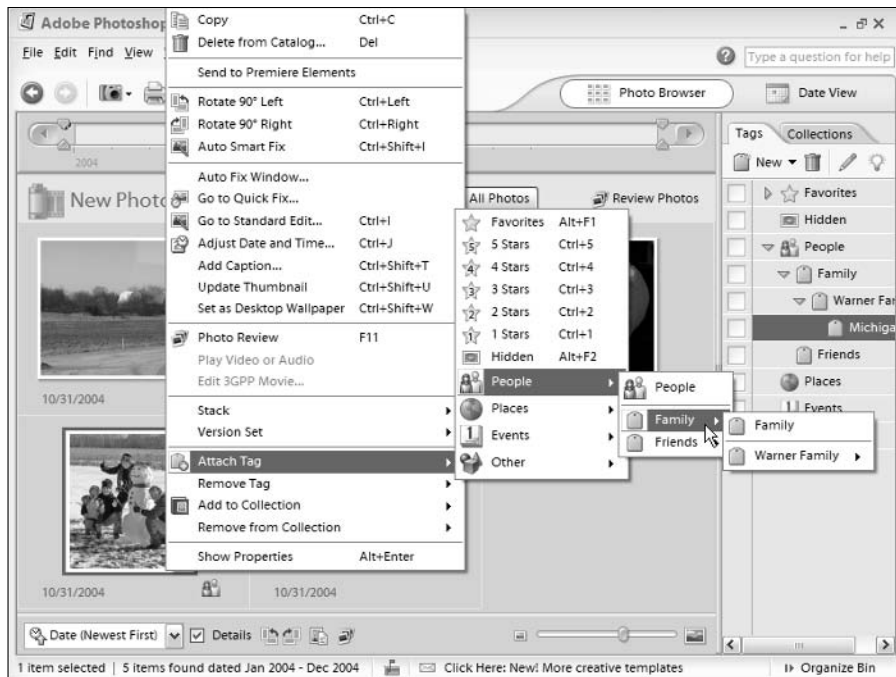 Adobe Photoshop
File Edit Find View
Type a question for help
Photo Browser
Date View
2004
New Photo
All Photos
Review Photos
Copy Ctrl+C
Delete from Catalog... Del
Send to Premiere Elements
Rotate 90° Left Ctrl+Left
Rotate 90° Right Ctrl+Right
Auto Smart Fix Ctrl+Shift+I
Auto Fix Window...
Go to Quick Fix...
Go to Standard Edit... Ctrl+I
Adjust Date and Time... Ctrl+J
Add Caption... Ctrl+Shift+T
Update Thumbnail Ctrl+Shift+U
Set as Desktop Wallpaper Ctrl+Shift+W
Photo Review F11
Play Video or Audio
Edit 3GPP Movie...
Stack
Version Set
Attach Tag
Remove Tag
Add to Collection
Remove from Collection
Show Properties Alt+Enter
Favorites Alt+F1
5 Stars Ctrl+5
4 Stars Ctrl+4
3 Stars Ctrl+3
2 Stars Ctrl+2
1 Stars Ctrl+1
Hidden Alt+F2
People
Places
Events
Other
People
Family
Friends
Family
Warner Family
Tags Collections
New
Favorites
Hidden
People
Family
Warner Far
Michiga
Friends
Places
Events
10/31/2004
10/31/2004
10/31/2004
Date (Newest First) Details
1 item selected | 5 items found dated Jan 2004 - Dec 2004 Click Here: New! More creative templates Organize Bin